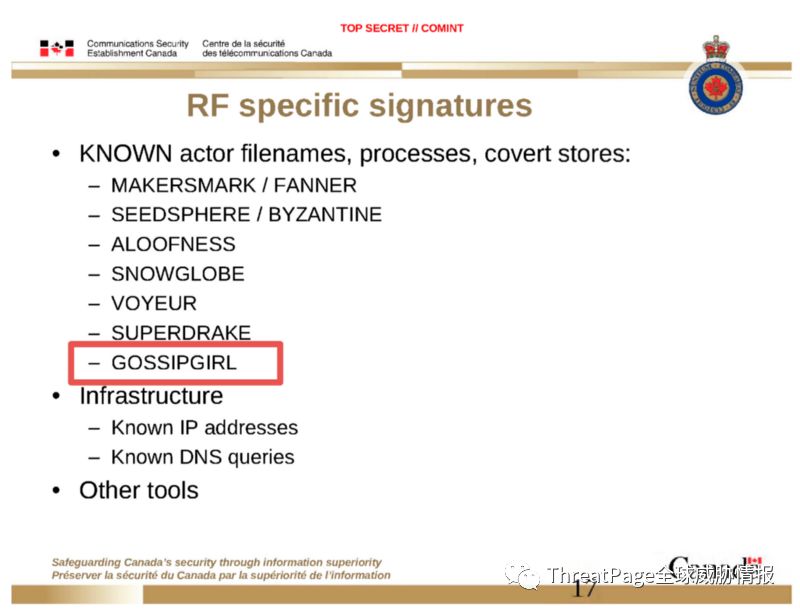 TOP SECRET // COMINT
Communications Security Establishment Canada
Centre de la sécurité des télécommunications Canada
RF specific signatures
• KNOWN actor filenames, processes, covert stores:
– MAKERSMARK / FANNER
– SEEDSPHERE / BYZANTINE
– ALOOFNESS
– SNOWGLOBE
– VOYEUR
– SUPERDRAKE
– GOSSIPGIRL
• Infrastructure
– Known IP addresses
– Known DNS queries
• Other tools
Safeguarding Canada's security through information superiority
Préserver la sécurité du Canada par la supériorité de l'information
Canada
ThreatPage全球威胁情报
17